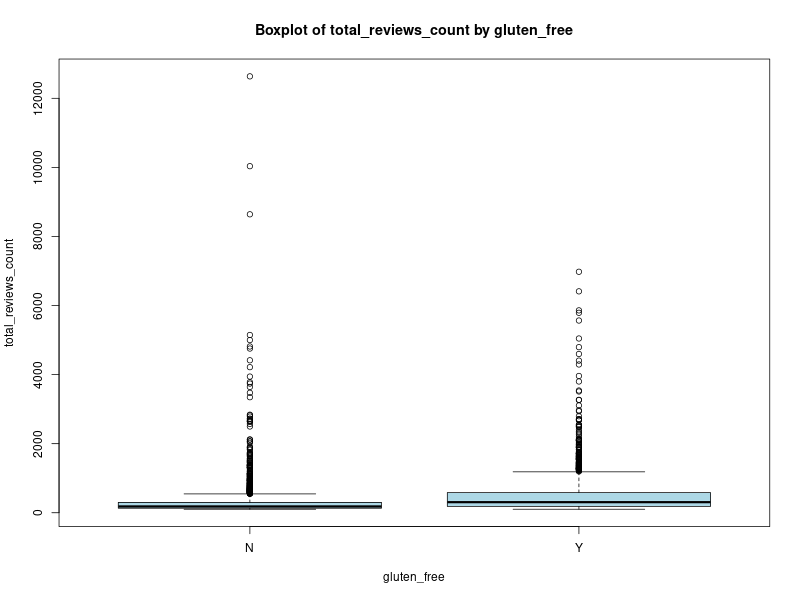 Boxplot of total_reviews_count by gluten_free
12000
10000
8000
6000
4000
2000
0
total_reviews_count
N
Y
gluten_free